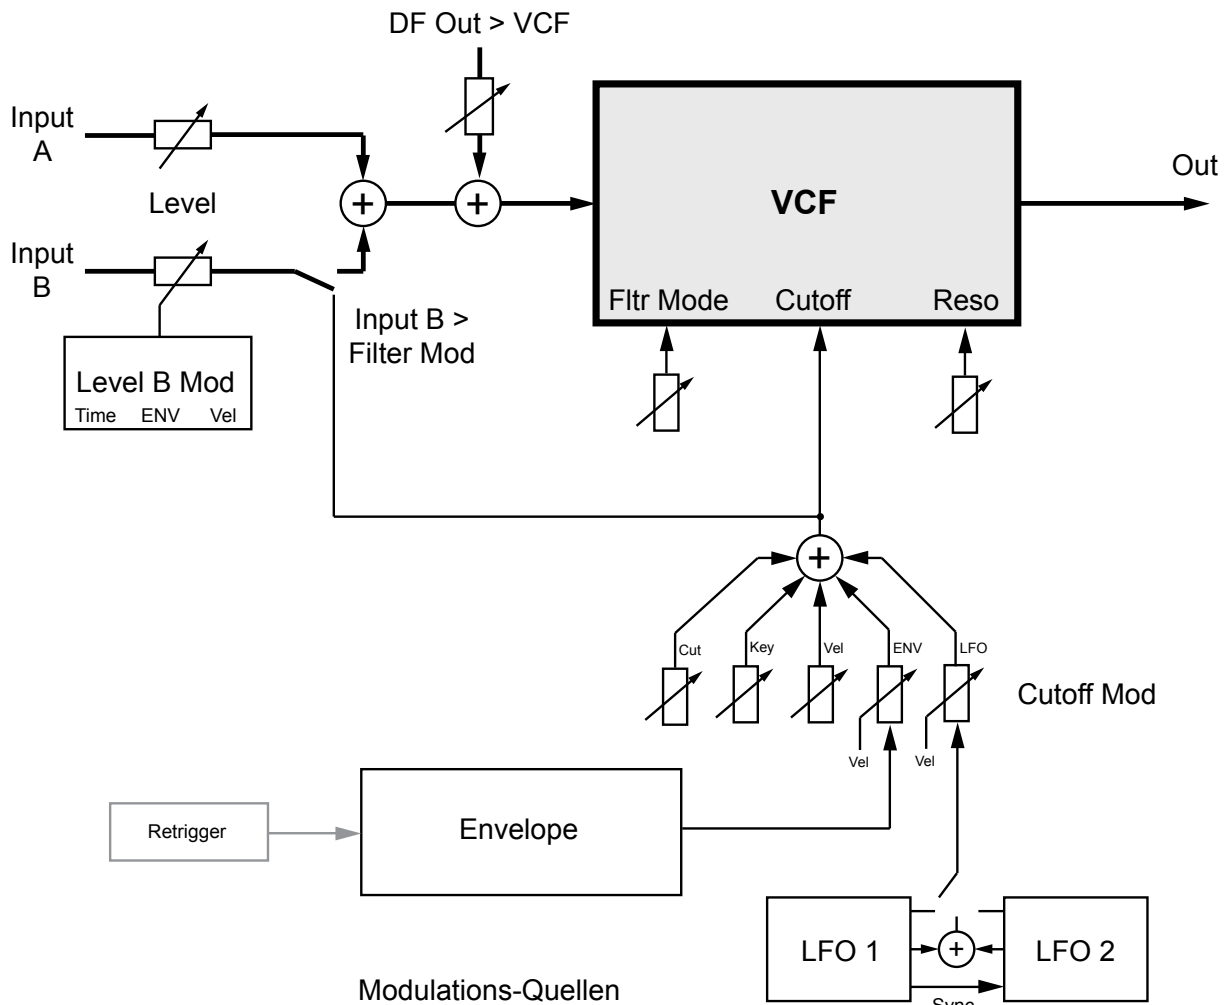 DF Out > VCF
Input
A
Out
Level
VCF
Input
B
Fltr Mode
Cutoff
Reso
Input B >
Filter Mod
Level B Mod
Time ENV Vel
+
+
+
Cut
Key
Vel
ENV
LFO
Cutoff Mod
Vel
Vel
Retrigger
Envelope
LFO 1
+
LFO 2
Modulations-Quellen
Sync